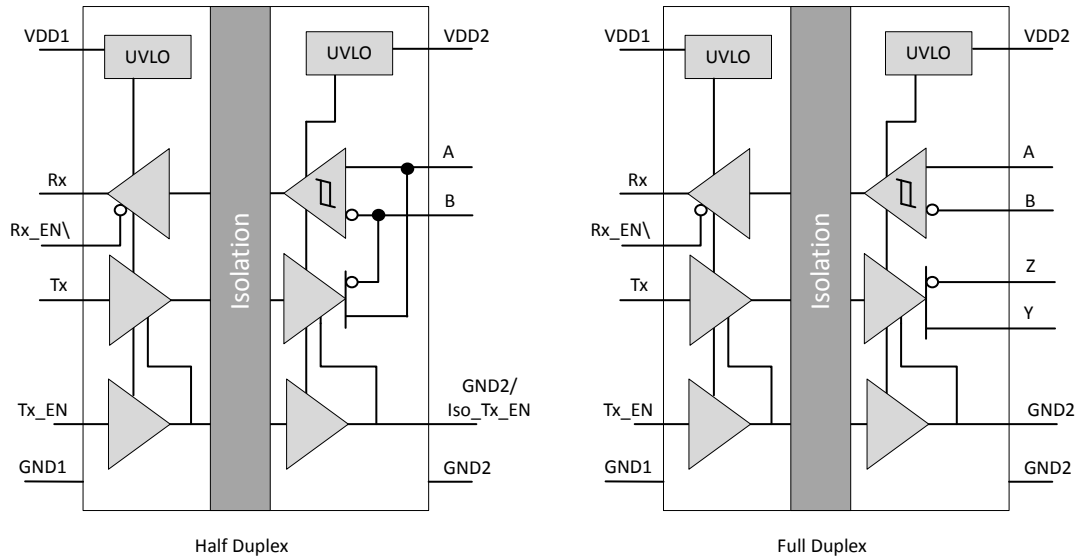 VDD1
UVLO
UVLO
VDD2
A
Rx
B
Rx_EN\
Isolation
Tx
GND2/
Iso_Tx_EN
Tx_EN
GND1
GND2
Half Duplex
VDD1
UVLO
UVLO
VDD2
A
Rx
B
Rx_EN\
Isolation
Z
Tx
Y
Tx_EN
GND2
GND1
GND2
Full Duplex